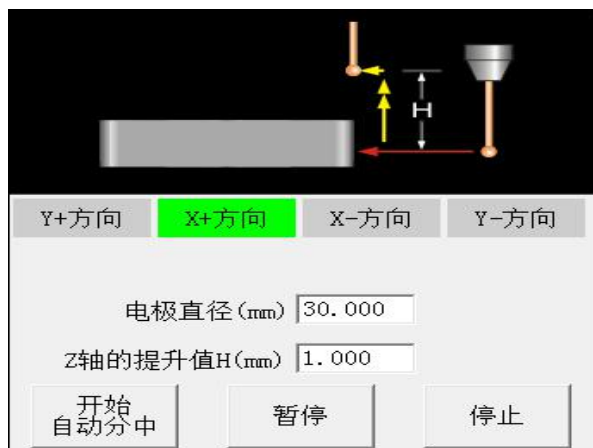 H
Y+方向 X+方向 X-方向 Y-方向
电极直径(mm) 30.000
Z轴的提升值H(mm) 1.000
开始
自动分中
暂停
停止